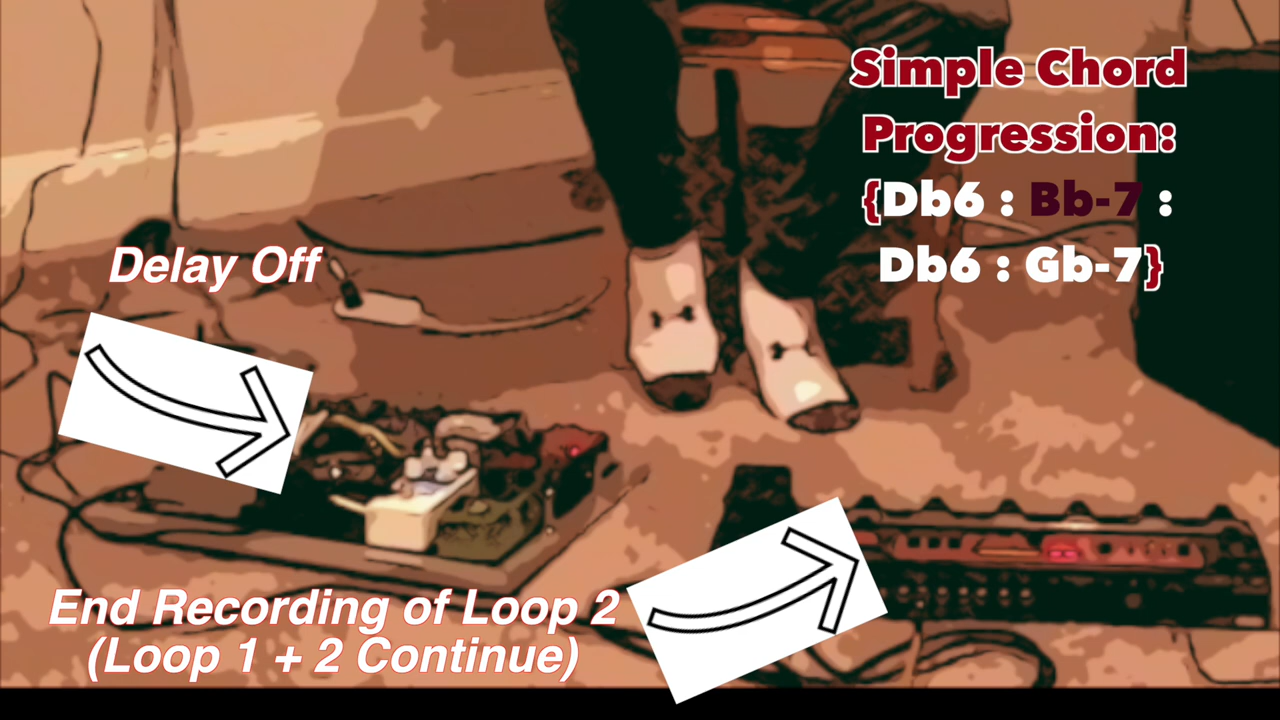 Simple Chord
Progression:
{Db6 : Bb-7 :
Db6 : Gb-7}
Delay Off
End Recording of Loop 2
(Loop 1 + 2 Continue)